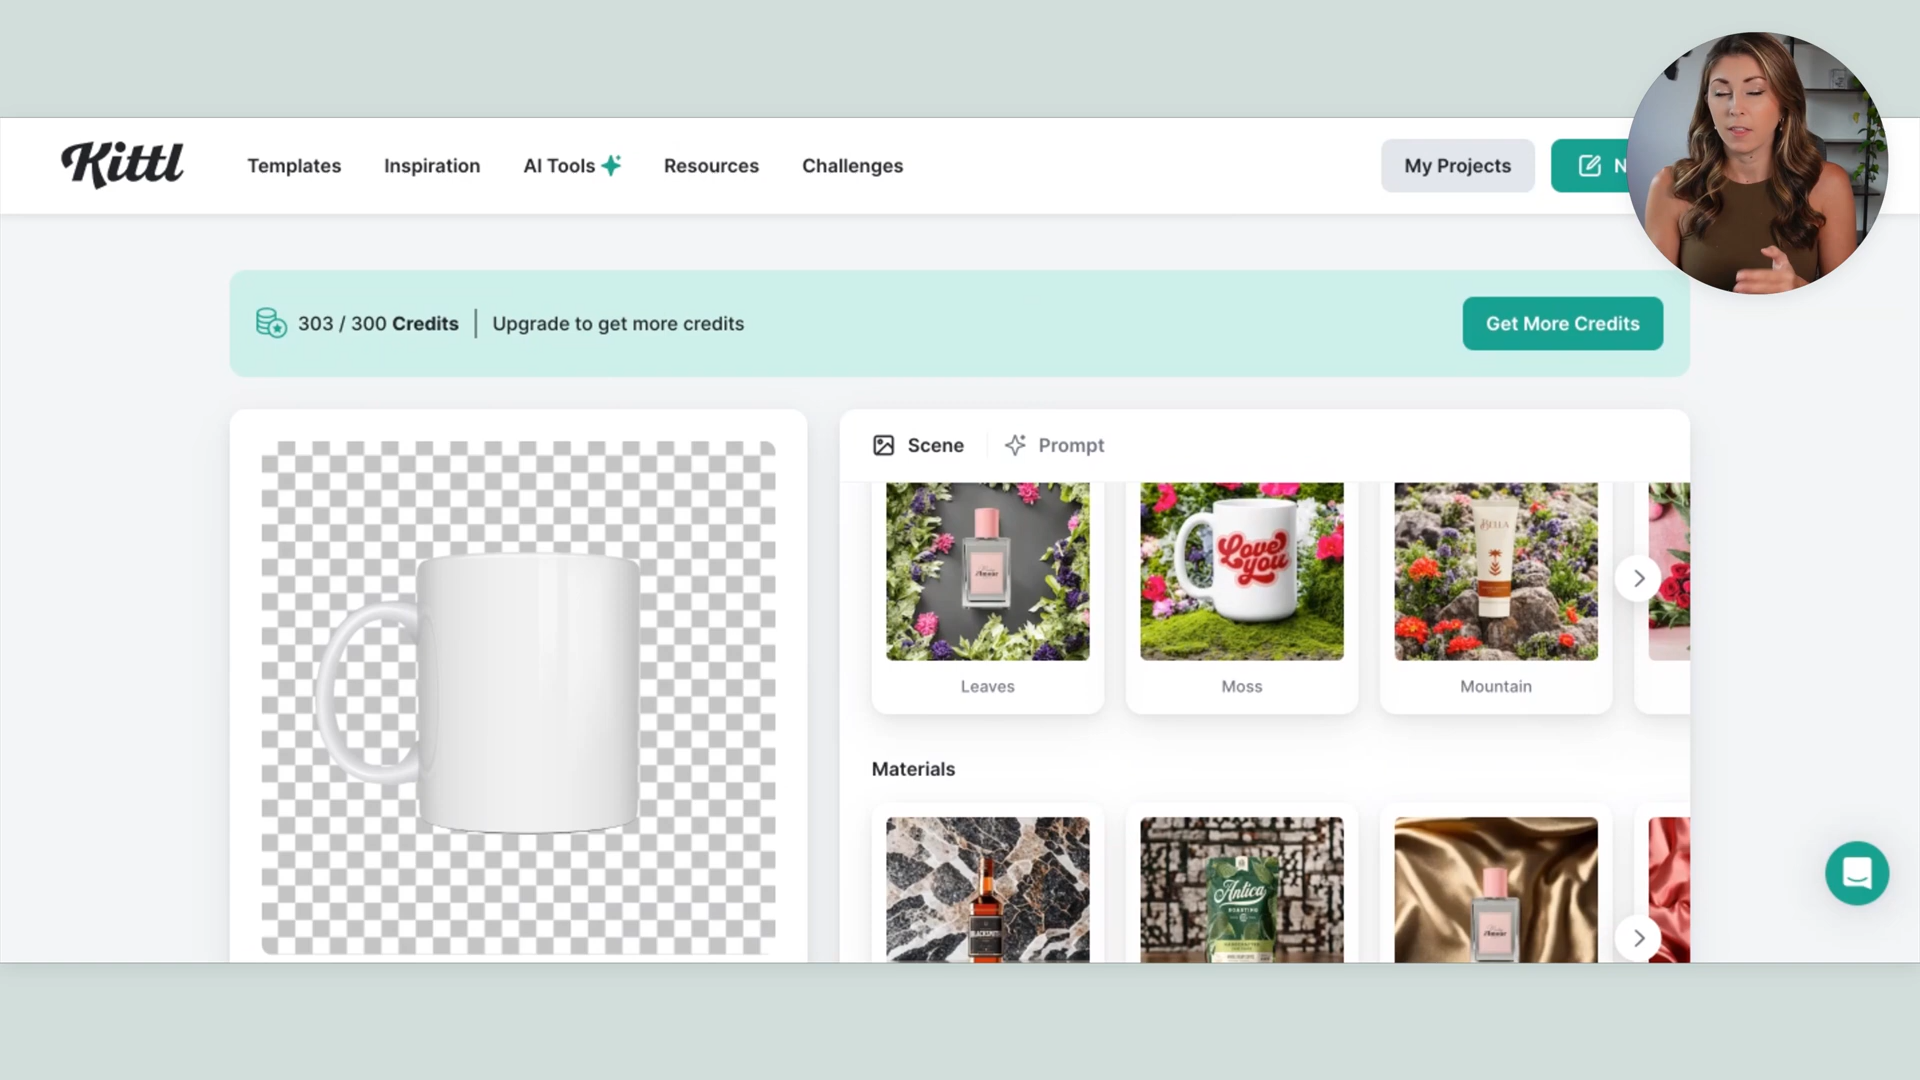 Kittl
Templates
Inspiration
AI Tools
Resources
Challenges
My Projects
N
303 / 300 Credits
Upgrade to get more credits
Get More Credits
Scene
Prompt
Love
you
BELLA
Leaves
Moss
Mountain
Materials
Antica